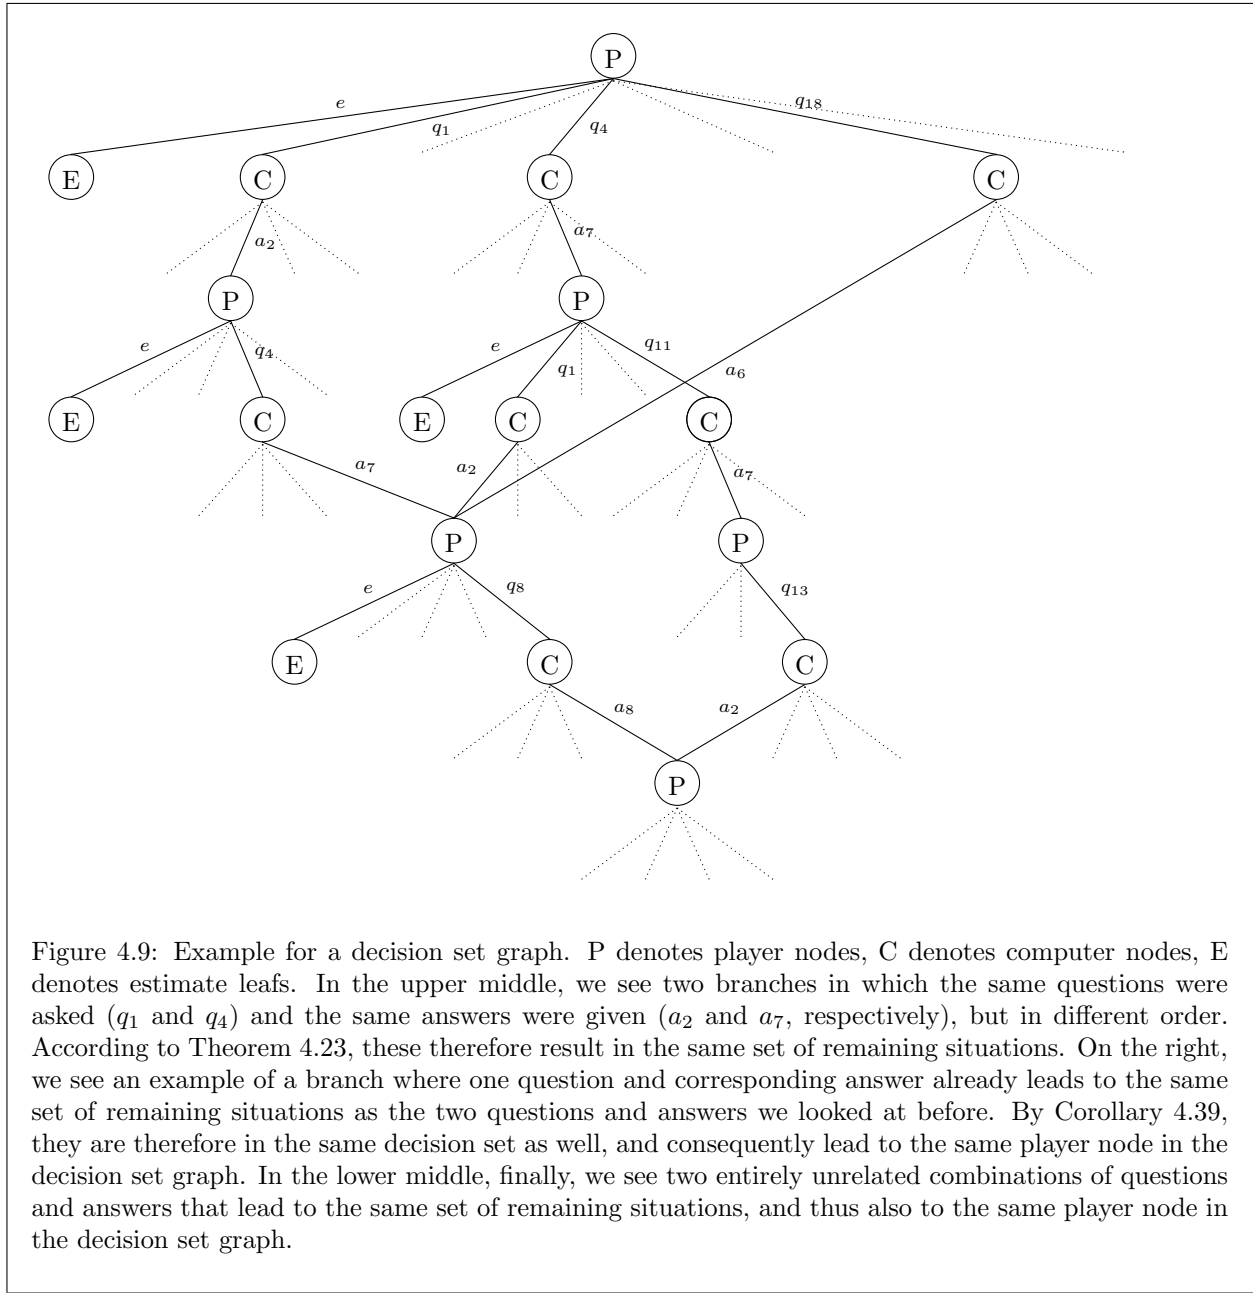 P
e
q18
q1
q4
E
C
C
C
a2
a7
P
P
e
q4
e
q1
q11
a6
E
C
E
C
C
a7
a2
a7
P
P
e
q8
q13
E
C
C
a8
a2
P
Figure 4.9: Example for a decision set graph. P denotes player nodes, C denotes computer nodes, E
denotes estimate leafs. In the upper middle, we see two branches in which the same questions were
asked (q1 and q4) and the same answers were given (a2 and a7, respectively), but in different order.
According to Theorem 4.23, these therefore result in the same set of remaining situations. On the right,
we see an example of a branch where one question and corresponding answer already leads to the same
set of remaining situations as the two questions and answers we looked at before. By Corollary 4.39,
they are therefore in the same decision set as well, and consequently lead to the same player node in the
decision set graph. In the lower middle, finally, we see two entirely unrelated combinations of questions
and answers that lead to the same set of remaining situations, and thus also to the same player node in
the decision set graph.